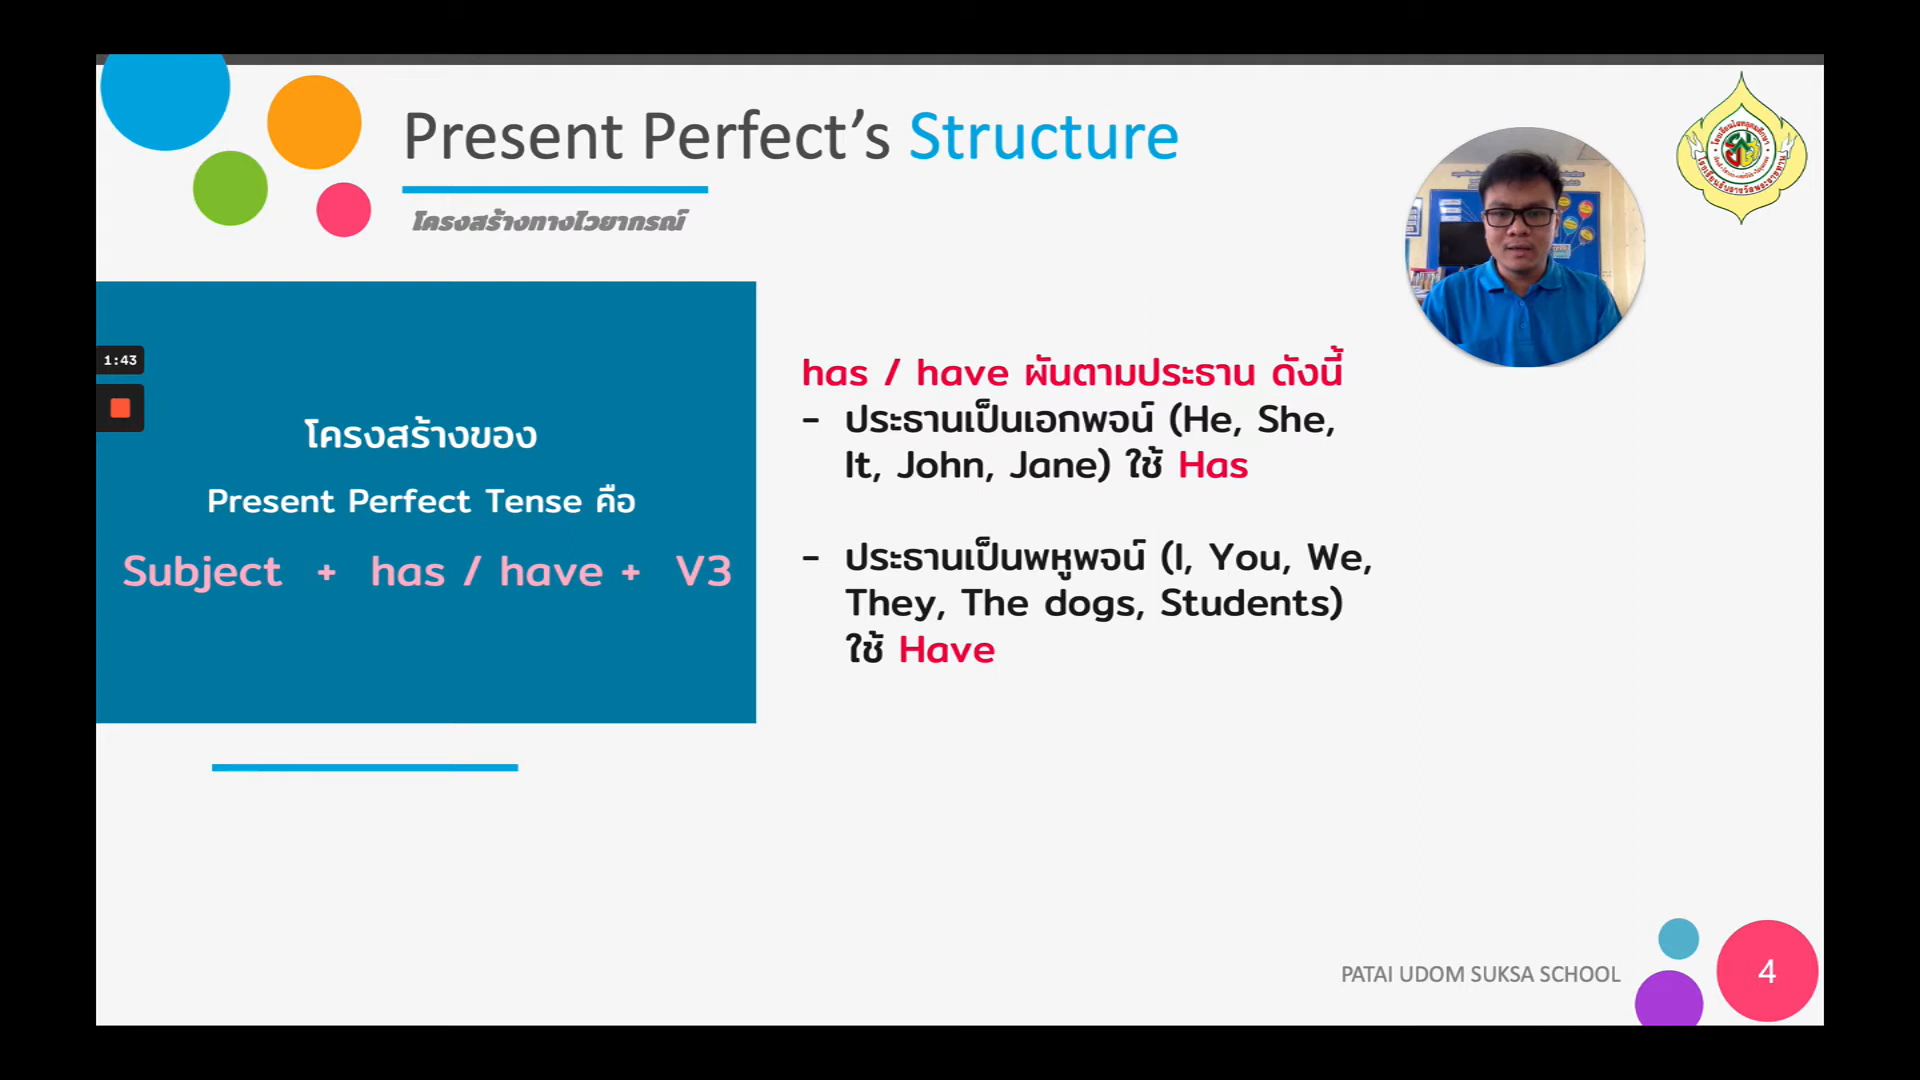 Present Perfect’s Structure
โครงสร้างทางไวยากรณ์
1:43
โครงสร้างของ
Present Perfect Tense คือ
Subject + has / have + V3
has / have ผันตามประธาน ดังนี้
- ประธานเป็นเอกพจน์ (He, She,
It, John, Jane) ใช้ Has
- ประธานเป็นพหูพจน์ (I, You, We,
They, The dogs, Students)
ใช้ Have
PATAI UDOM SUKSA SCHOOL
4